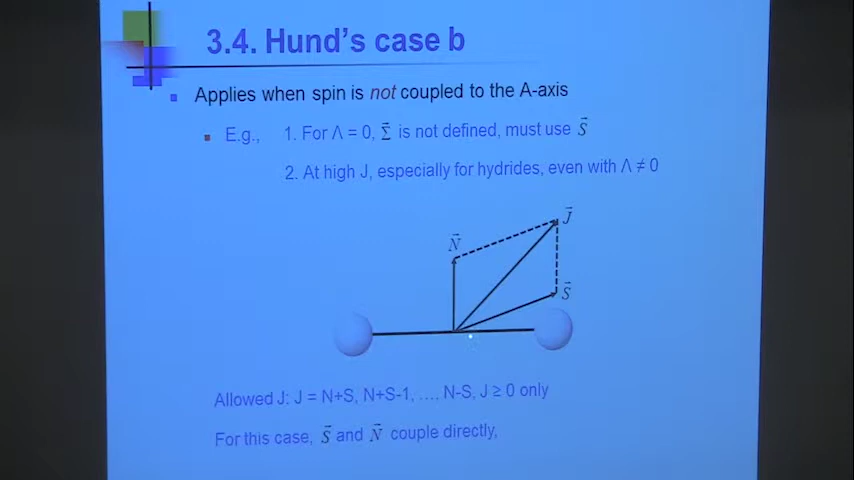 3.4. Hund's case b
Applies when spin is not coupled to the A-axis
E.g., 1. For Λ = 0, Σ⃗ is not defined, must use S⃗
2. At high J, especially for hydrides, even with Λ ≠ 0
J⃗
N⃗
S⃗
Allowed J: J = N+S, N+S-1, …, N-S, J ≥ 0 only
For this case, S⃗ and N⃗ couple directly,